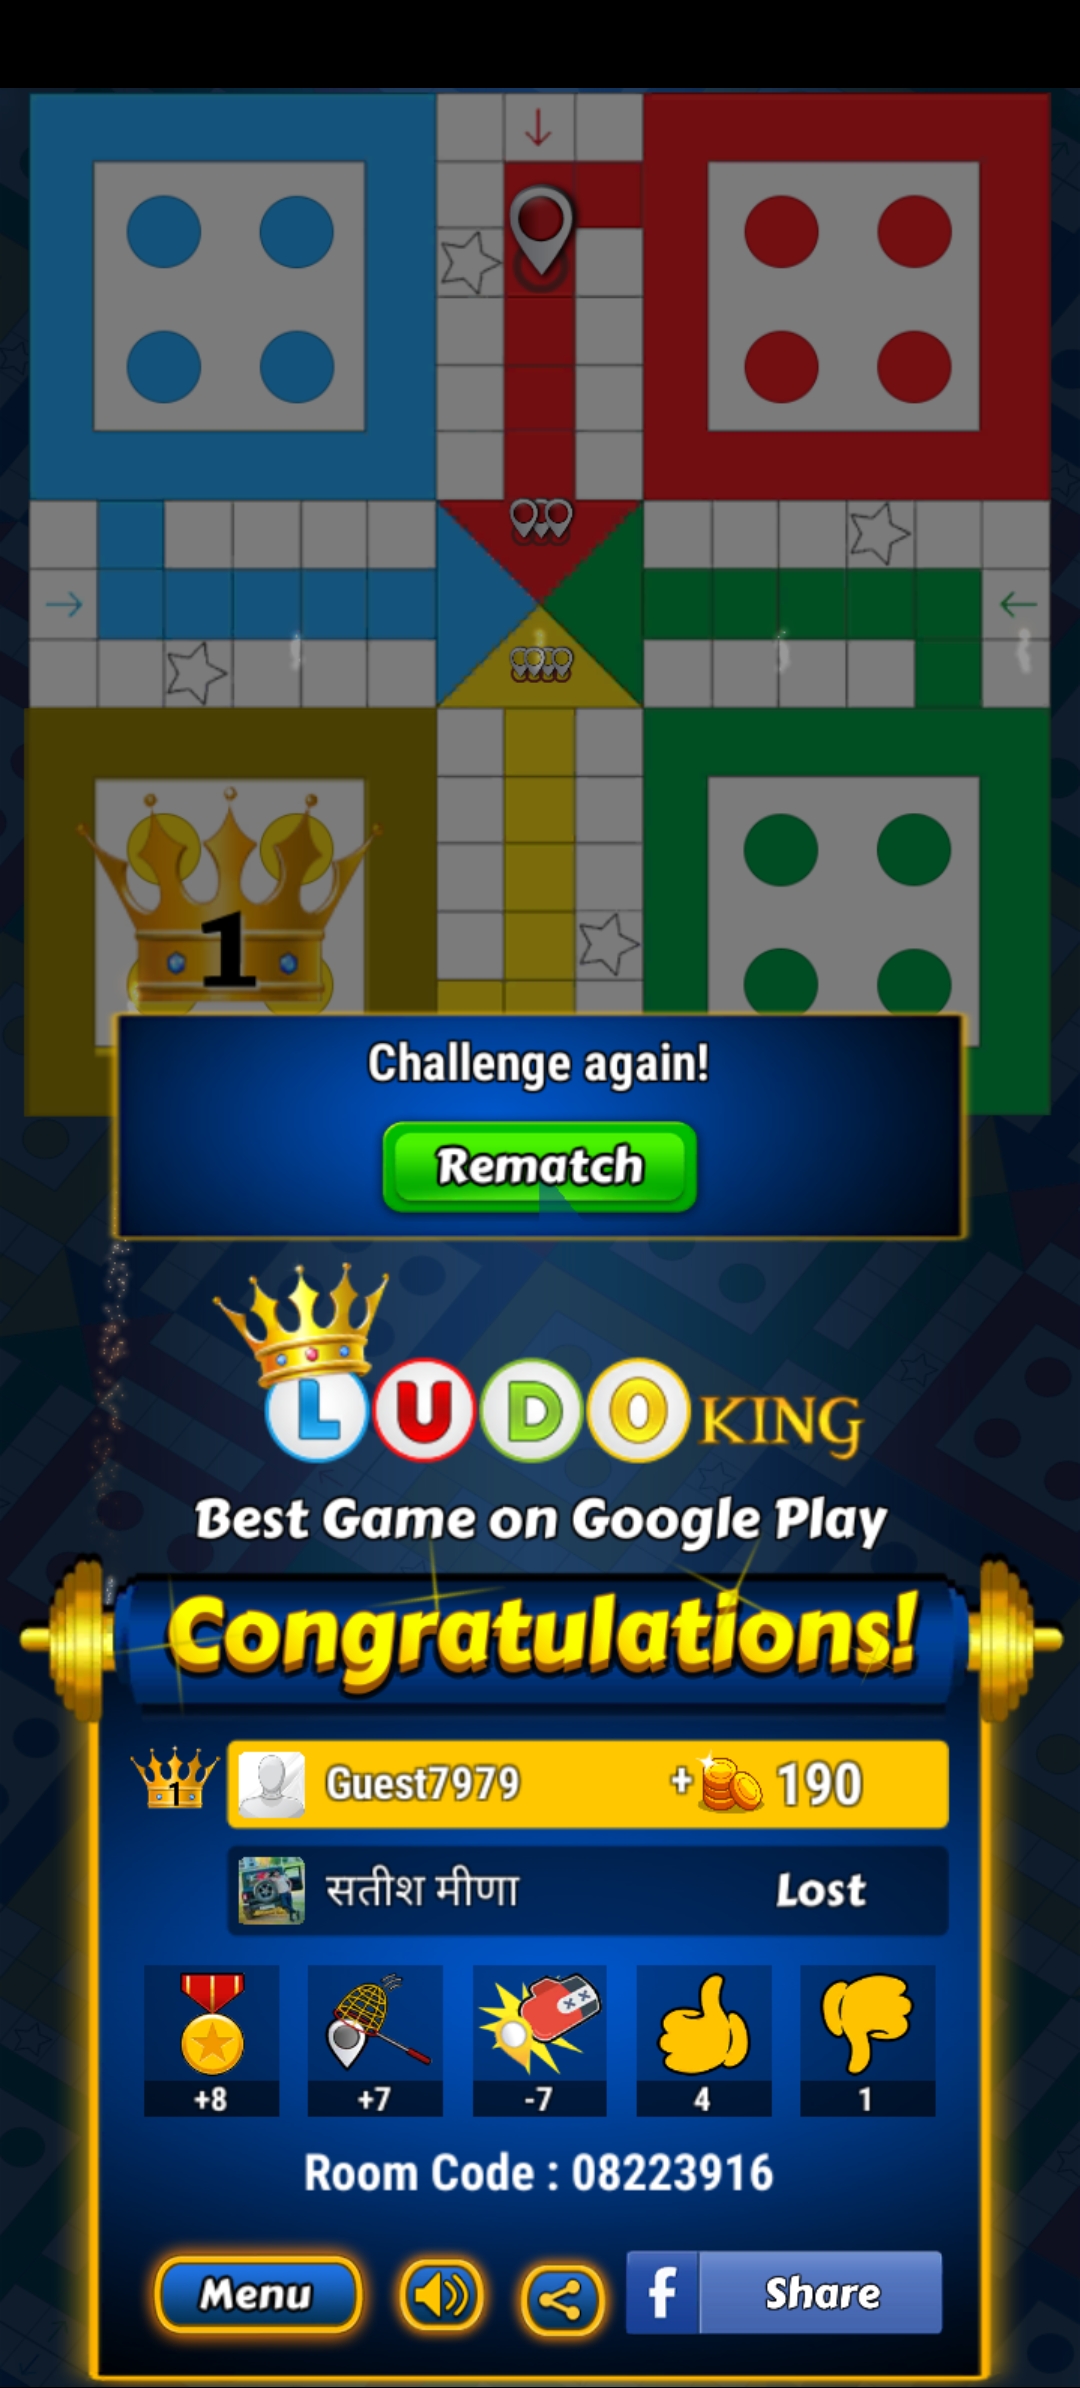 1
Challenge again!
Rematch
LUDO KING
Best Game on Google Play
Congratulations!
1 Guest7979 + 190
सतीश मीणा Lost
+8 +7 -7 4 1
Room Code : 08223916
Menu f Share